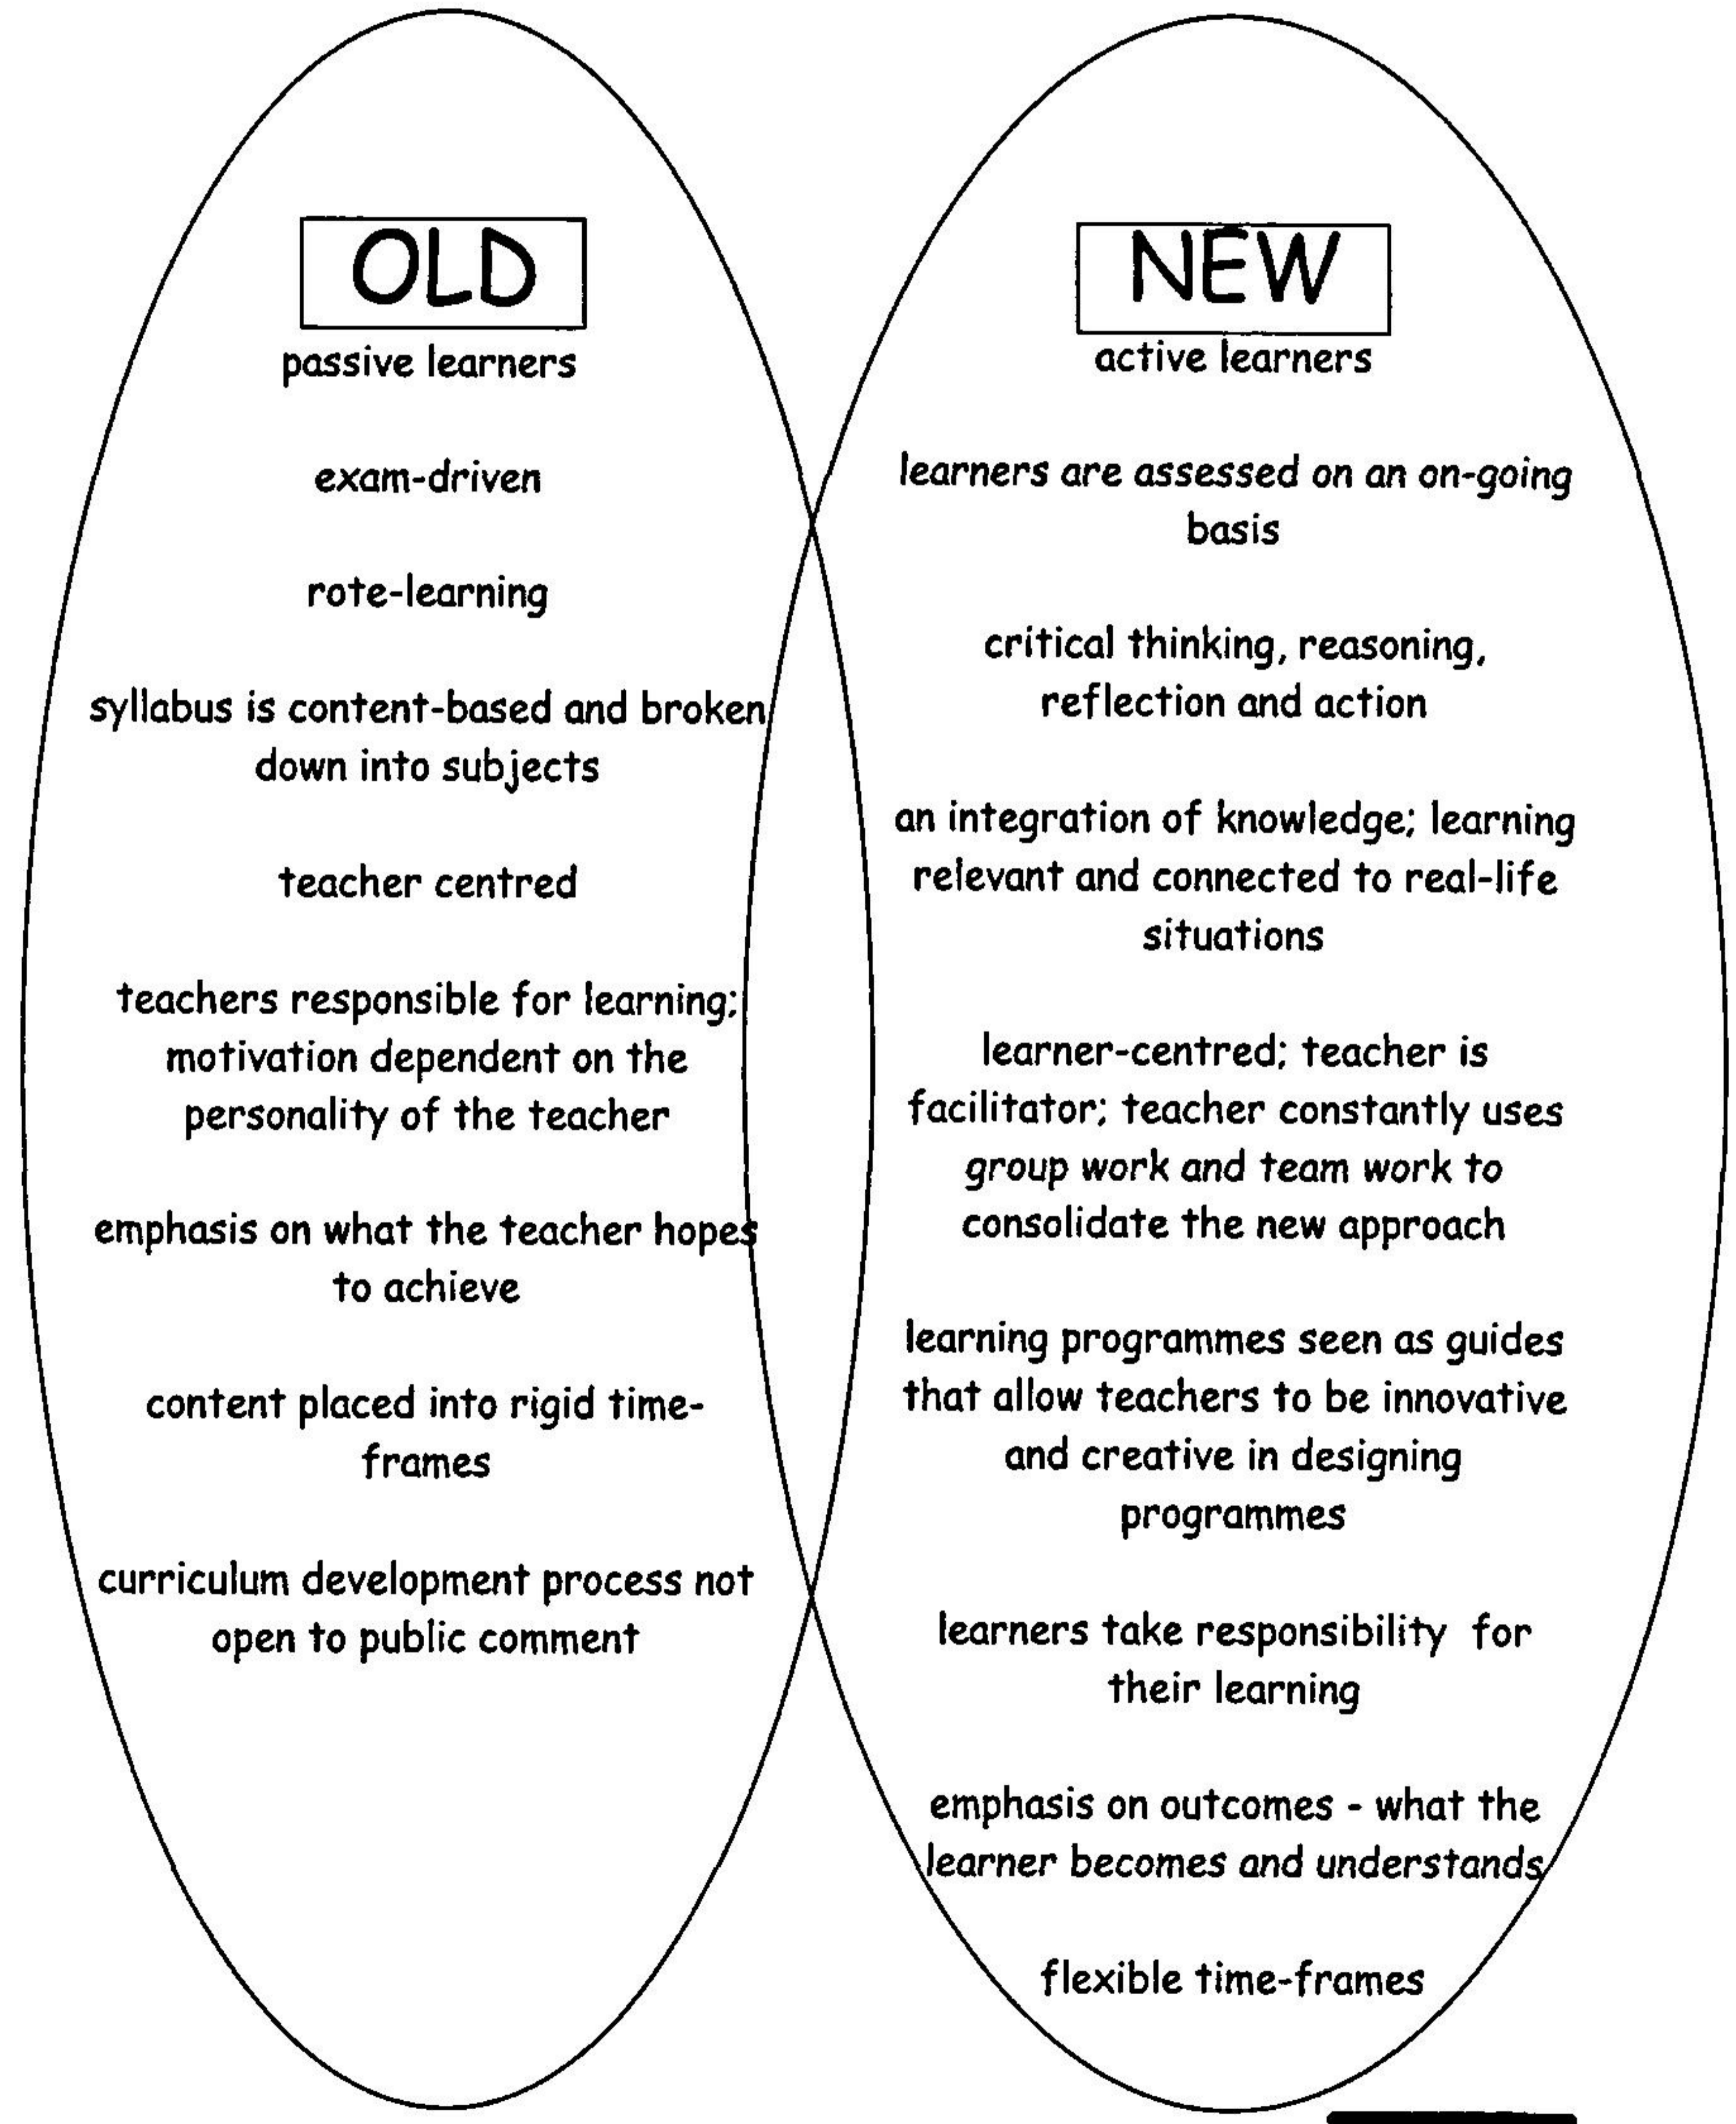 OLD
passive learners
exam-driven
rote-learning
syllabus is content-based and broken
down into subjects
teacher centred
teachers responsible for learning;
motivation dependent on the
personality of the teacher
emphasis on what the teacher hopes
to achieve
content placed into rigid time-
frames
curriculum development process not
open to public comment
NEW
active learners
learners are assessed on an on-going
basis
critical thinking, reasoning,
reflection and action
an integration of knowledge; learning
relevant and connected to real-life
situations
learner-centred; teacher is
facilitator; teacher constantly uses
group work and team work to
consolidate the new approach
learning programmes seen as guides
that allow teachers to be innovative
and creative in designing
programmes
learners take responsibility for
their learning
emphasis on outcomes - what the
learner becomes and understands
flexible time-frames